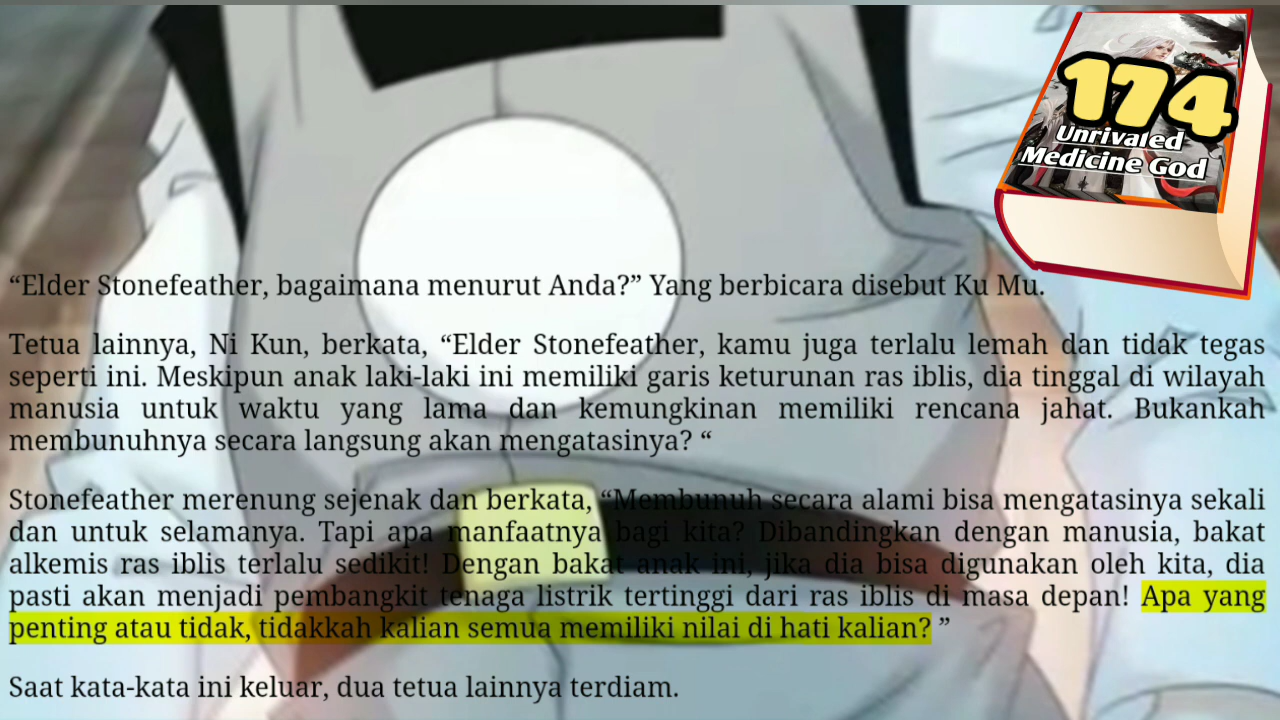 174
Unrivaled
Medicine God
“Elder Stonefeather, bagaimana menurut Anda?” Yang berbicara disebut Ku Mu.
Tetua lainnya, Ni Kun, berkata, “Elder Stonefeather, kamu juga terlalu lemah dan tidak tegas
seperti ini. Meskipun anak laki-laki ini memiliki garis keturunan ras iblis, dia tinggal di wilayah
manusia untuk waktu yang lama dan kemungkinan memiliki rencana jahat. Bukankah
membunuhnya secara langsung akan mengatasinya? “
Stonefeather merenung sejenak dan berkata, “Membunuh secara alami bisa mengatasinya sekali
dan untuk selamanya. Tapi apa manfaatnya bagi kita? Dibandingkan dengan manusia, bakat
alkemis ras iblis terlalu sedikit! Dengan bakat anak ini, jika dia bisa digunakan oleh kita, dia
pasti akan menjadi pembangkit tenaga listrik tertinggi dari ras iblis di masa depan! Apa yang
penting atau tidak, tidakkah kalian semua memiliki nilai di hati kalian? ”
Saat kata-kata ini keluar, dua tetua lainnya terdiam.